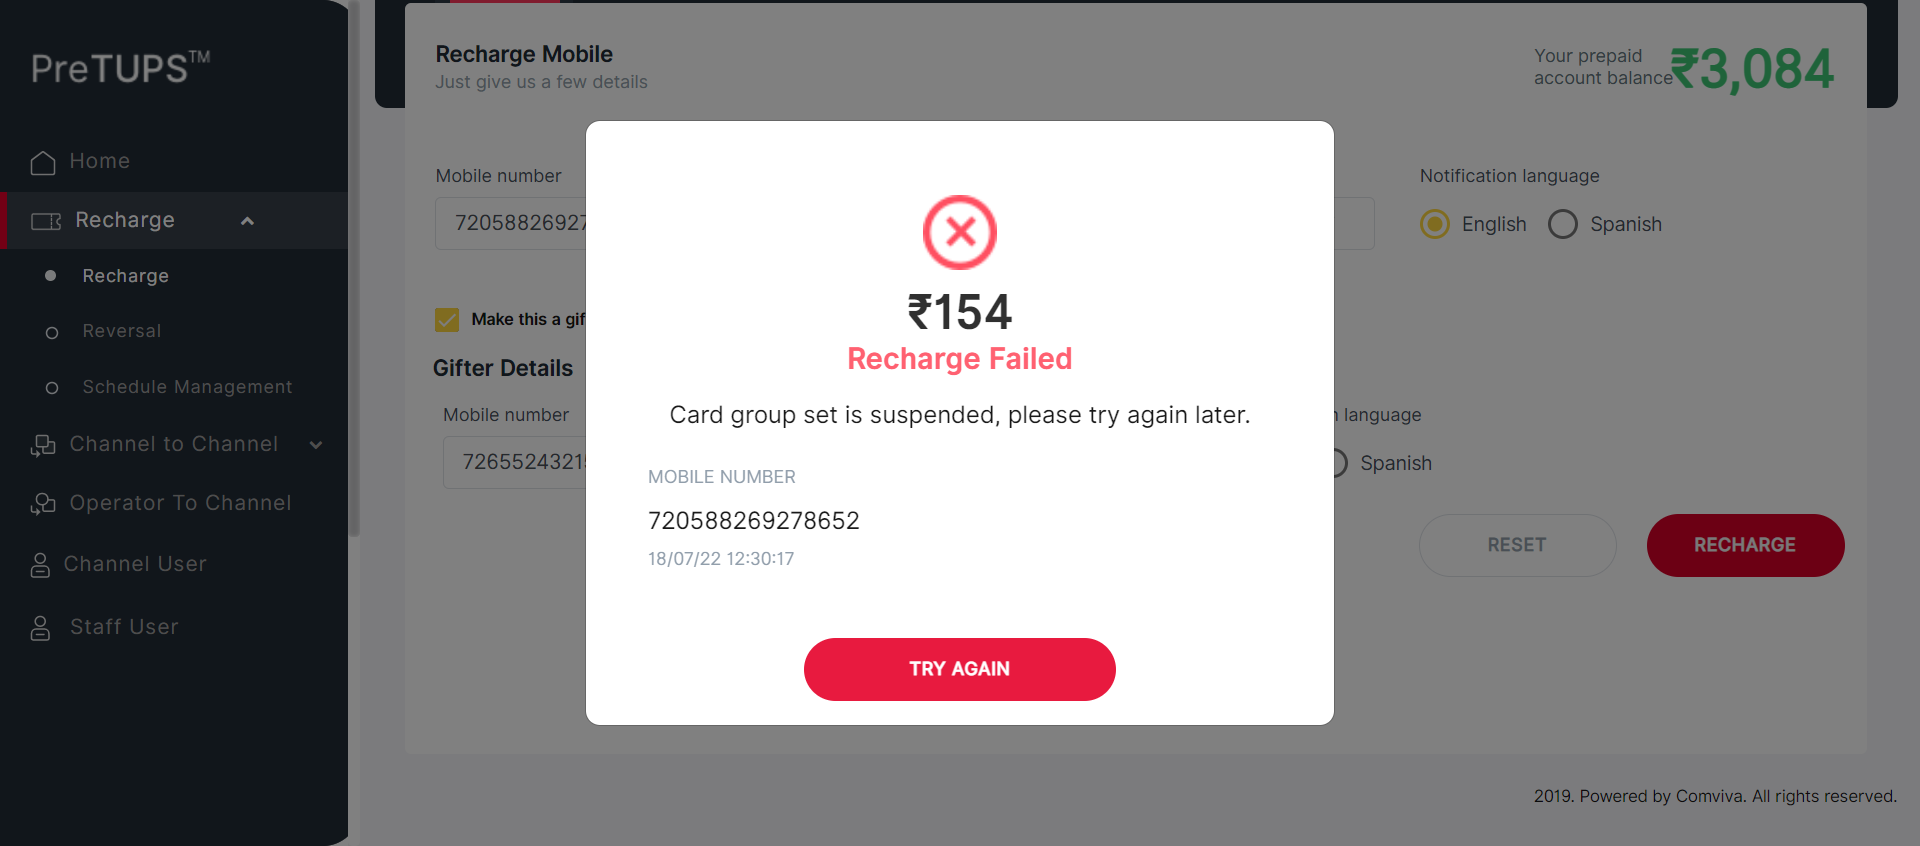 PreTUPS™
Home
Recharge
Recharge
Reversal
Schedule Management
Channel to Channel
Operator To Channel
Channel User
Staff User
Recharge Mobile
Just give us a few details
Your prepaid
account balance
₹3,084
Mobile number
Notification language
72058826927
English
Spanish
Make this a gif
Gifter Details
Mobile number
language
7265524321
Spanish
RESET
RECHARGE
₹154
Recharge Failed
Card group set is suspended, please try again later.
MOBILE NUMBER
720588269278652
18/07/22 12:30:17
TRY AGAIN
2019. Powered by Comviva. All rights reserved.